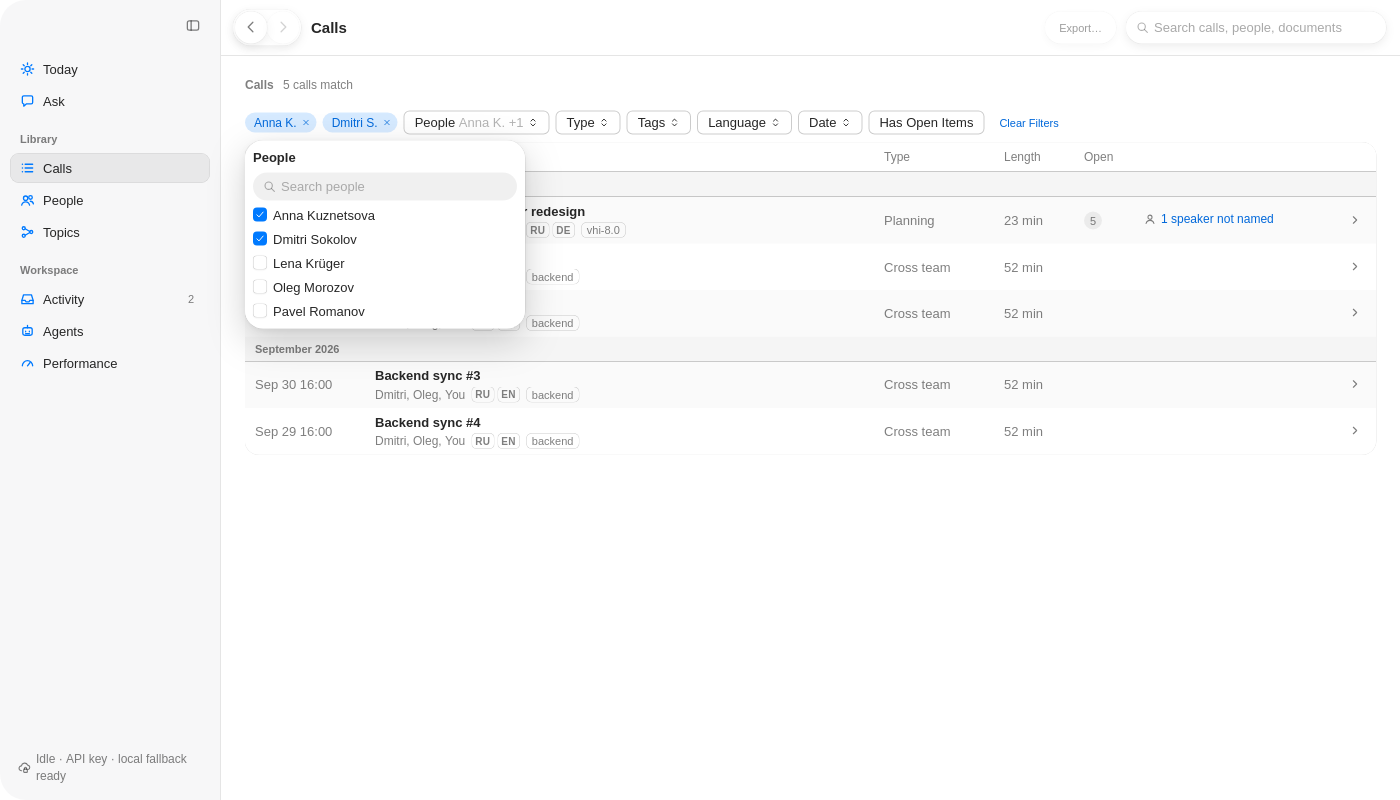 Calls
Export…
Search calls, people, documents
Today
Ask
Library
Calls
People
Topics
Workspace
Activity 2
Agents
Performance
Idle · API key · local fallback
ready
Calls 5 calls match
Anna K. × Dmitri S. × People Anna K. +1 Type Tags Language Date Has Open Items Clear Filters
People
Search people
Anna Kuznetsova
Dmitri Sokolov
Lena Krüger
Oleg Morozov
Pavel Romanov
Type Length Open
redesign
RU DE vhi-8.0
Planning 23 min 5 1 speaker not named
backend
Cross team 52 min
backend
Cross team 52 min
September 2026
Sep 30 16:00 Backend sync #3 Cross team 52 min
Dmitri, Oleg, You RU EN backend
Sep 29 16:00 Backend sync #4 Cross team 52 min
Dmitri, Oleg, You RU EN backend